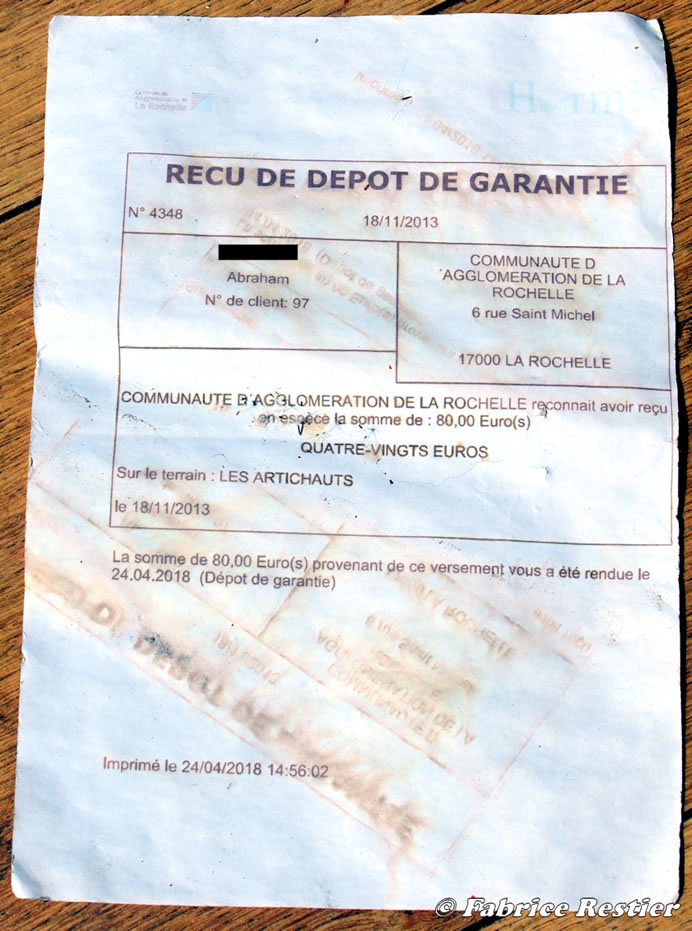 La Rochelle
Hermès
RECU DE DEPOT DE GARANTIE
N° 4348
18/11/2013
Abraham
N° de client: 97
COMMUNAUTE D
AGGLOMERATION DE LA
ROCHELLE
6 rue Saint Michel
17000 LA ROCHELLE
COMMUNAUTE D'AGGLOMERATION DE LA ROCHELLE reconnait avoir reçu
en espèce la somme de : 80,00 Euro(s)
QUATRE-VINGTS EUROS
Sur le terrain : LES ARTICHAUTS
le 18/11/2013
La somme de 80,00 Euro(s) provenant de ce versement vous a été rendue le
24.04.2018 (Dépot de garantie)
Imprimé le 24/04/2018 14:56:02
© Fabrice Restier